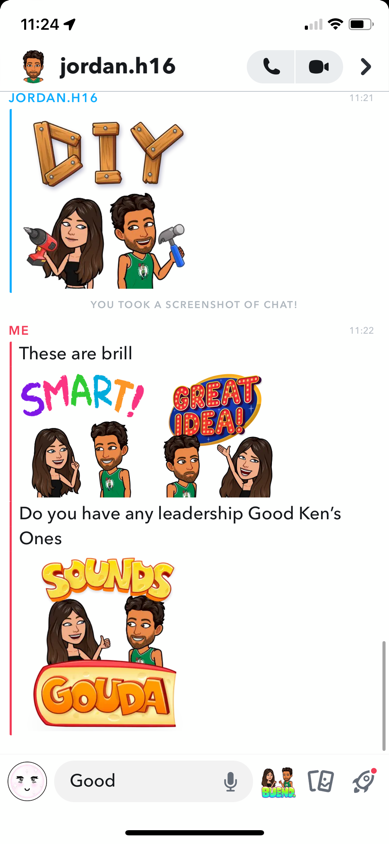 11:24
jordan.h16
JORDAN.H16
11:21
DIY
YOU TOOK A SCREENSHOT OF CHAT!
ME
11:22
These are brill
SMART!
GREAT
IDEA!
Do you have any leadership Good Ken's
Ones
SOUNDS
GOUDA
Good
BUENO